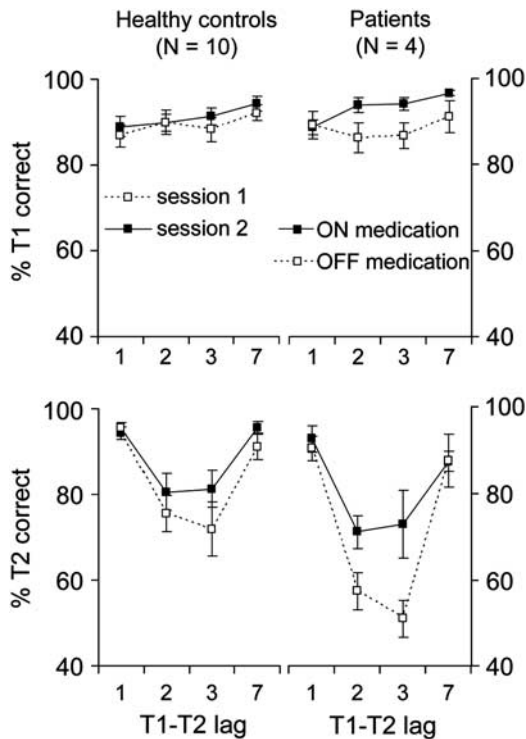 Healthy controls
(N = 10)
Patients
(N = 4)
% T1 correct
100
80
60
40
session 1
session 2
1 2 3 7
ON medication
OFF medication
100
80
60
40
1 2 3 7
% T2 correct
100
80
60
40
1 2 3 7
T1-T2 lag
100
80
60
40
1 2 3 7
T1-T2 lag